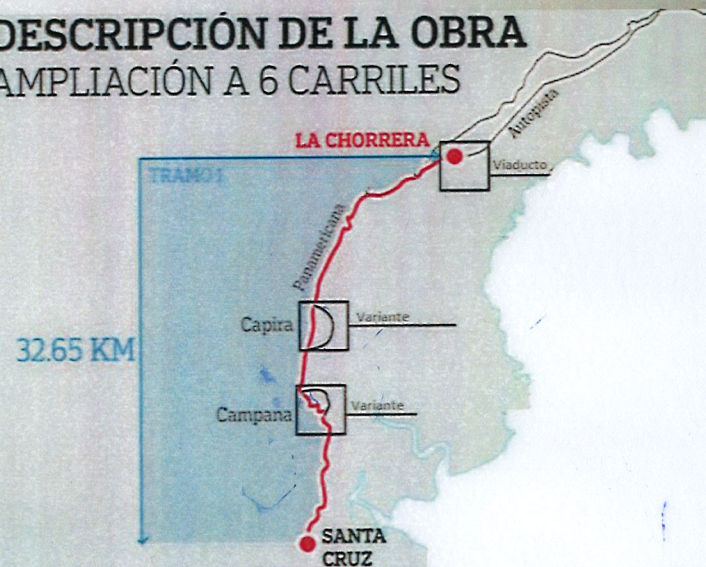 DESCRIPCIÓN DE LA OBRA
AMPLIACIÓN A 6 CARRILES
Autopista
LA CHORRERA
Viaducto
TRAMO 1
Panamericana
Capira
Variante
32.65 KM
Campana
Variante
SANTA
CRUZ